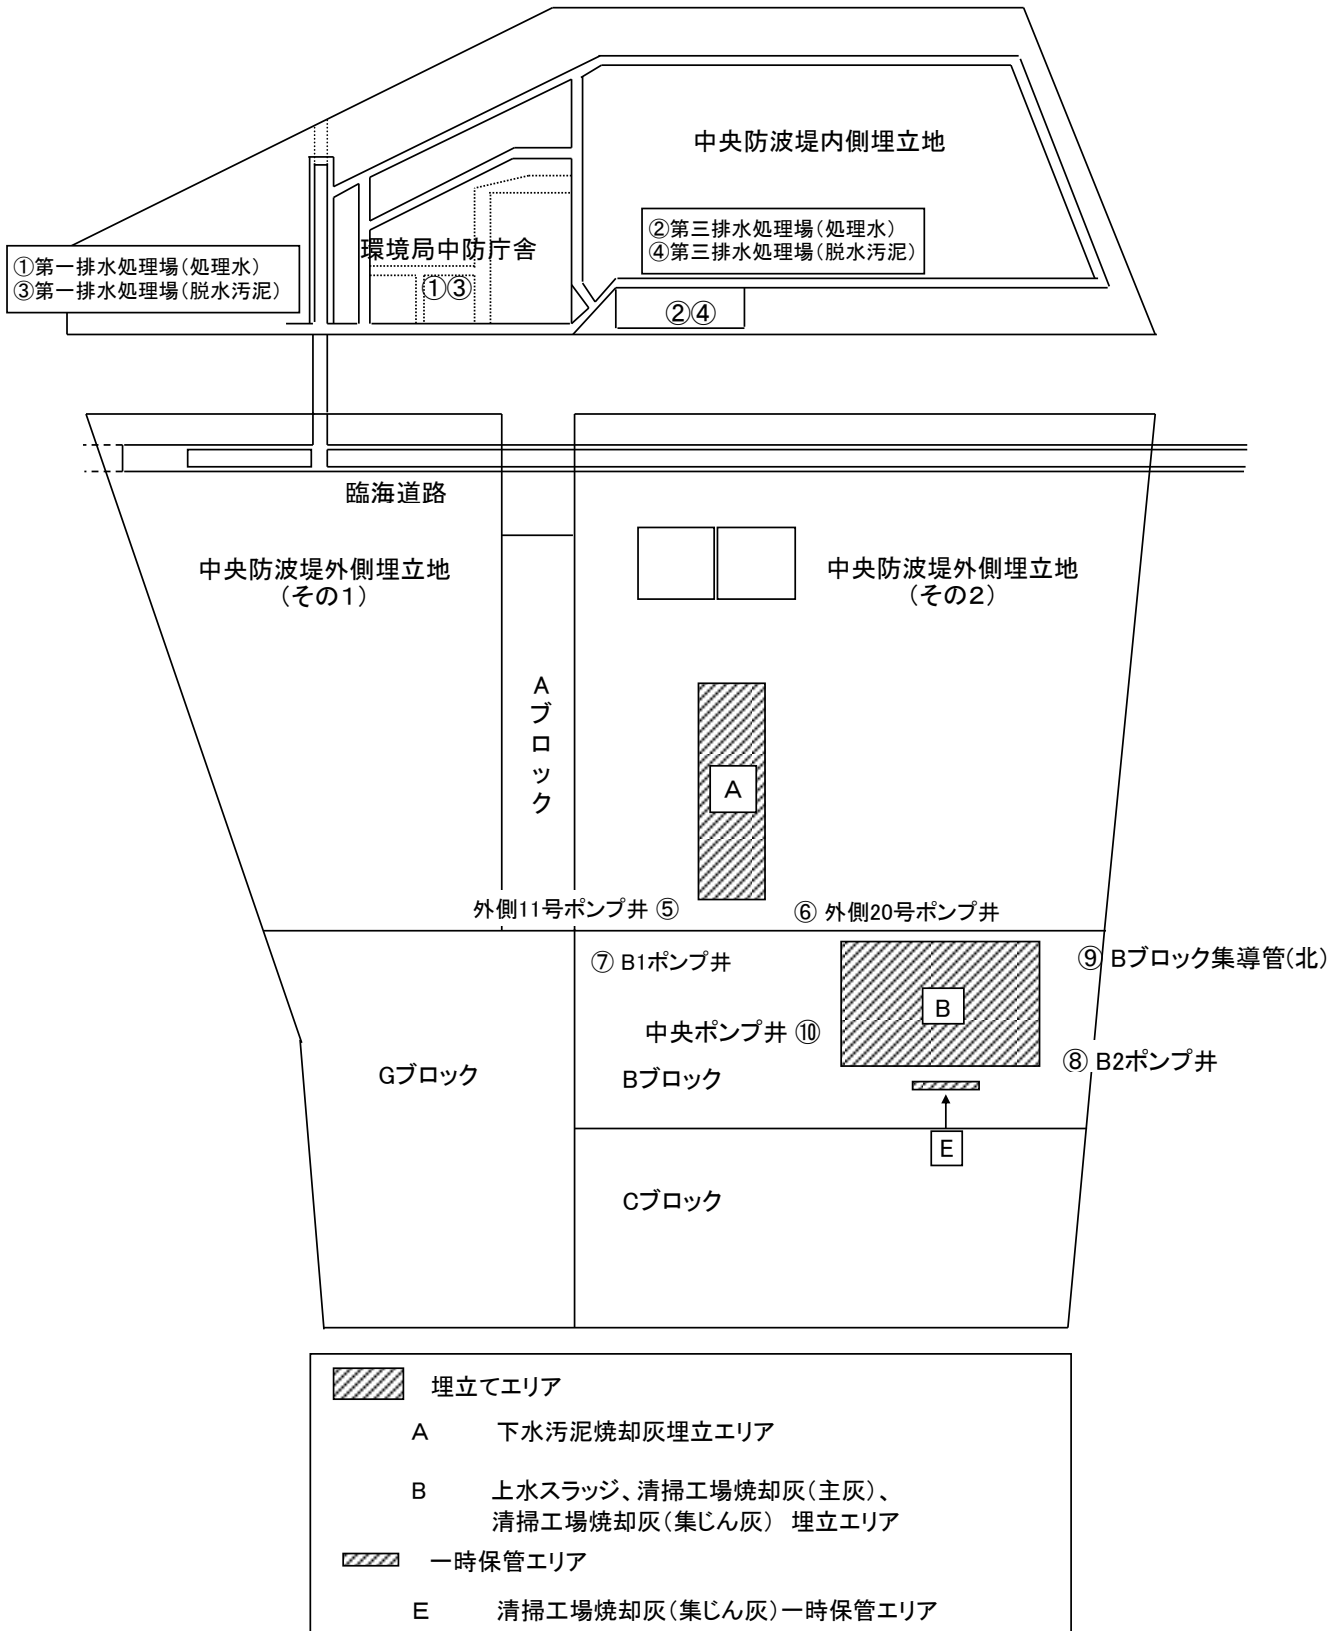 中央防波堤内側埋立地
②第三排水処理場(処理水)
④第三排水処理場(脱水汚泥)
環境局中防庁舎
①第一排水処理場(処理水)
③第一排水処理場(脱水汚泥)
①③
②④
臨海道路
中央防波堤外側埋立地
(その1)
中央防波堤外側埋立地
(その2)
Aブロック
A
外側11号ポンプ井 ⑤
⑥ 外側20号ポンプ井
⑦ B1ポンプ井
⑨ Bブロック集導管(北)
B
中央ポンプ井 ⑩
⑧ B2ポンプ井
Gブロック
Bブロック
E
Cブロック
埋立てエリア
A 下水汚泥焼却灰埋立エリア
B 上水スラッジ、清掃工場焼却灰(主灰)、
清掃工場焼却灰(集じん灰) 埋立エリア
一時保管エリア
E 清掃工場焼却灰(集じん灰)一時保管エリア